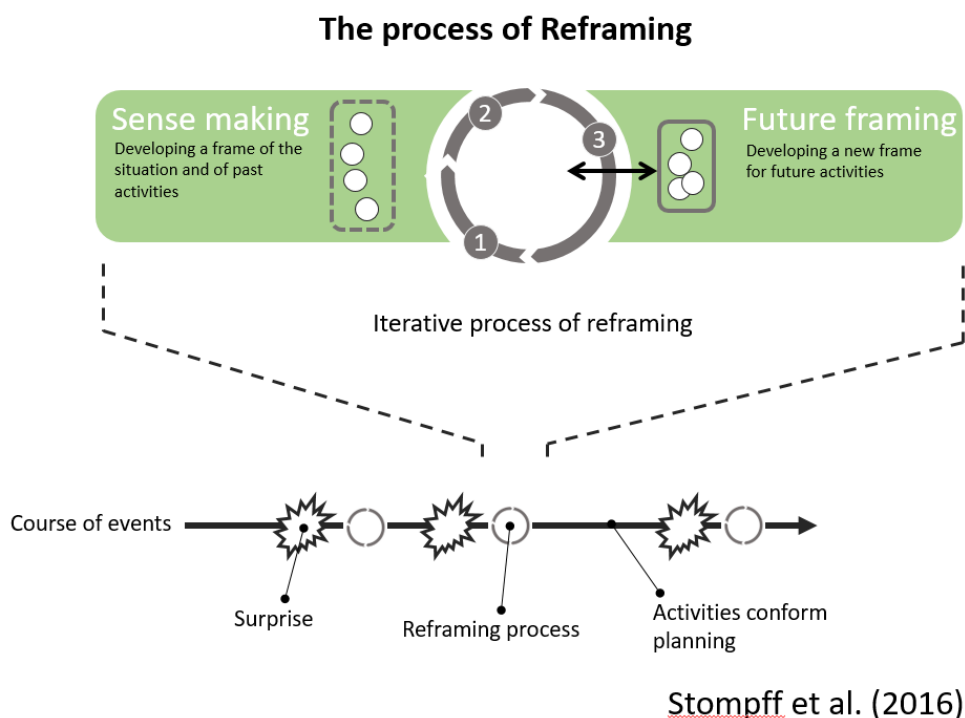 The process of Reframing
Sense making
Developing a frame of the
situation and of past
activities
2
3
1
Future framing
Developing a new frame
for future activities
Iterative process of reframing
Course of events
Surprise
Reframing process
Activities conform
planning
Stompff et al. (2016)